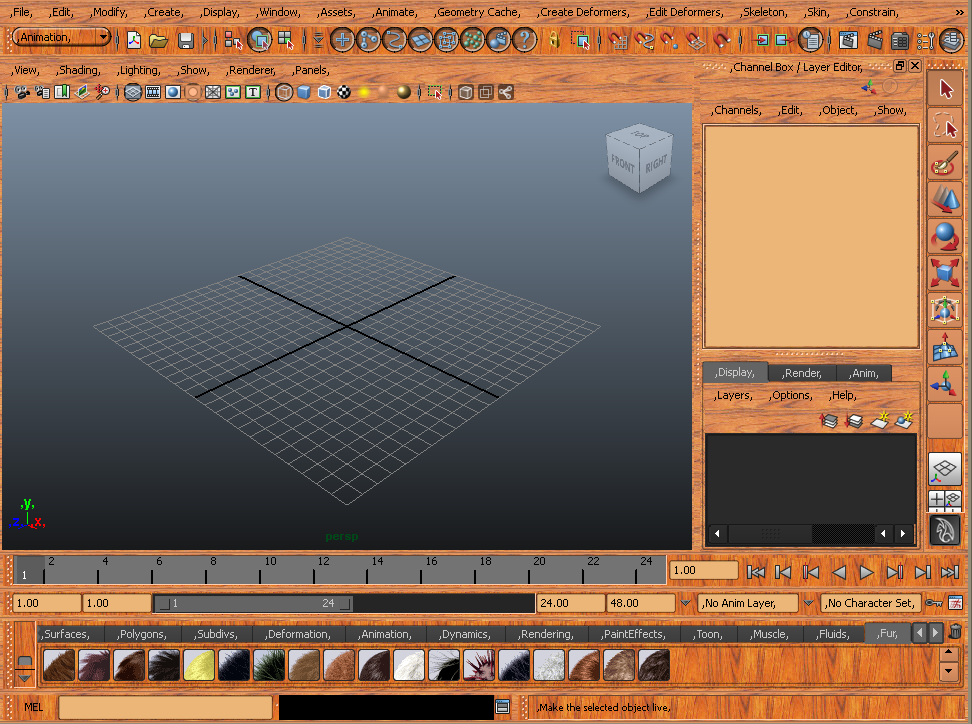 ,File, ,Edit, ,Modify, ,Create, ,Display, ,Window, ,Assets, ,Animate, ,Geometry Cache, ,Create Deformers, ,Edit Deformers, ,Skeleton, ,Skin, ,Constrain, »
,Animation,
,View, ,Shading, ,Lighting, ,Show, ,Renderer, ,Panels,
,Channel Box / Layer Editor,
,Channels, ,Edit, ,Object, ,Show,
TOP
FRONT RIGHT
,Display, ,Render, ,Anim,
,Layers, ,Options, ,Help,
,y,
,z, ,x,
persp
1 2 4 6 8 10 12 14 16 18 20 22 24 1.00
1.00 1.00 1 24 24.00 48.00 ,No Anim Layer, ,No Character Set,
,Surfaces, ,Polygons, ,Subdivs, ,Deformation, ,Animation, ,Dynamics, ,Rendering, ,PaintEffects, ,Toon, ,Muscle, ,Fluids, ,Fur,
MEL ,Make the selected object live,